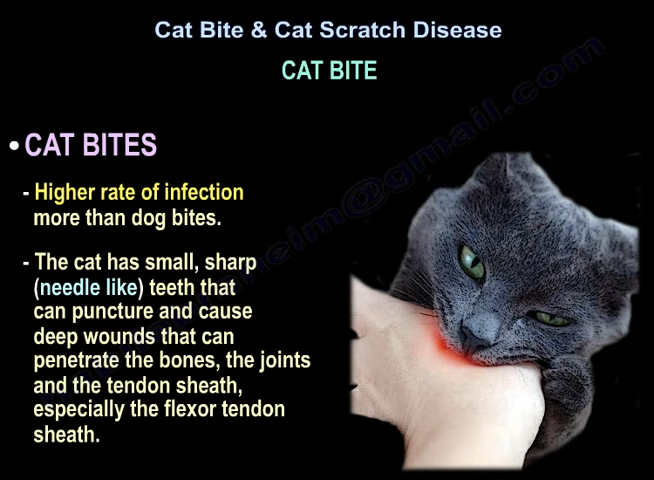 Cat Bite & Cat Scratch Disease
CAT BITE
• CAT BITES
- Higher rate of infection
more than dog bites.
- The cat has small, sharp
(needle like) teeth that
can puncture and cause
deep wounds that can
penetrate the bones, the joints
and the tendon sheath,
especially the flexor tendon
sheath.
@gmail.com